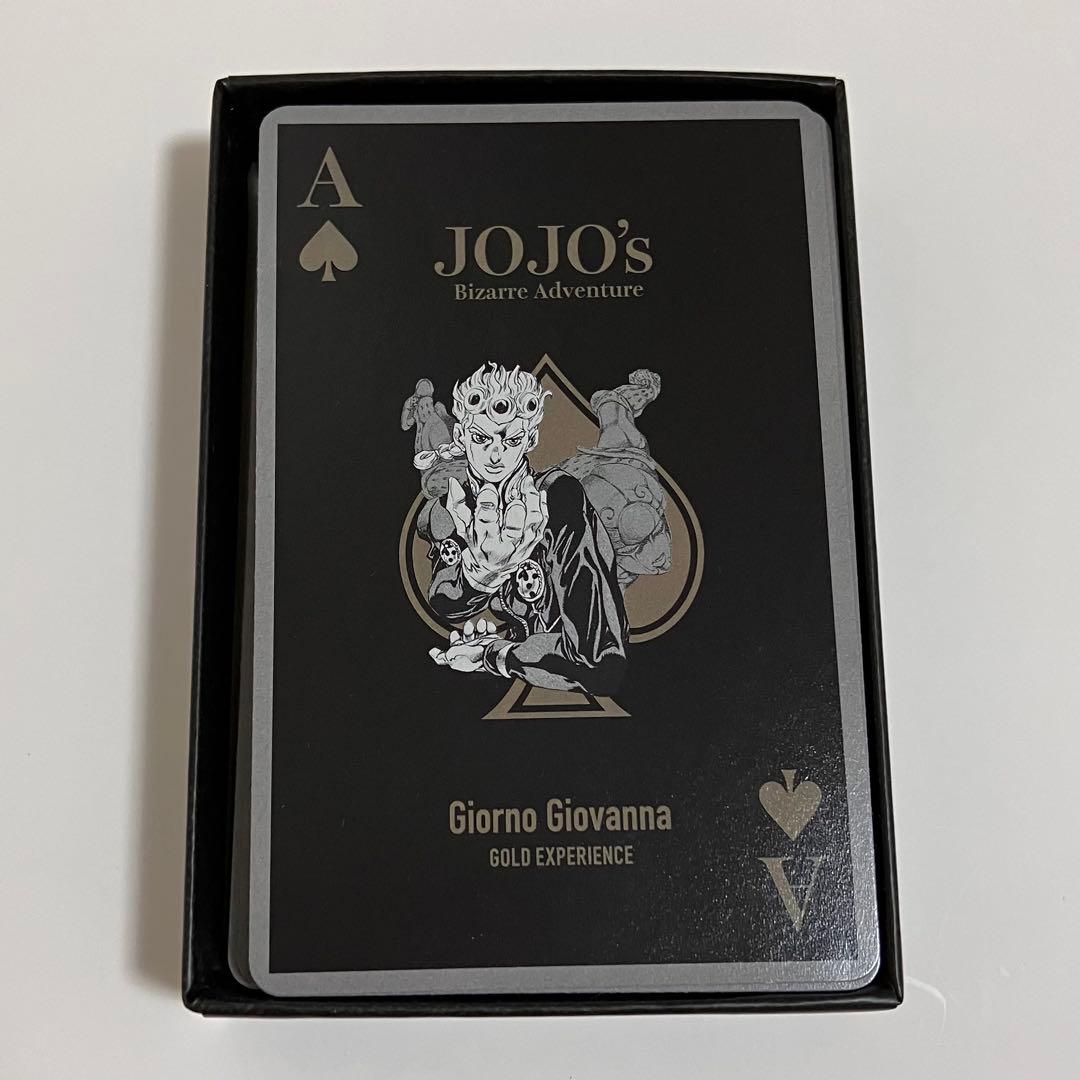 A
JOJO's
Bizarre Adventure
Giorno Giovanna
GOLD EXPERIENCE
A